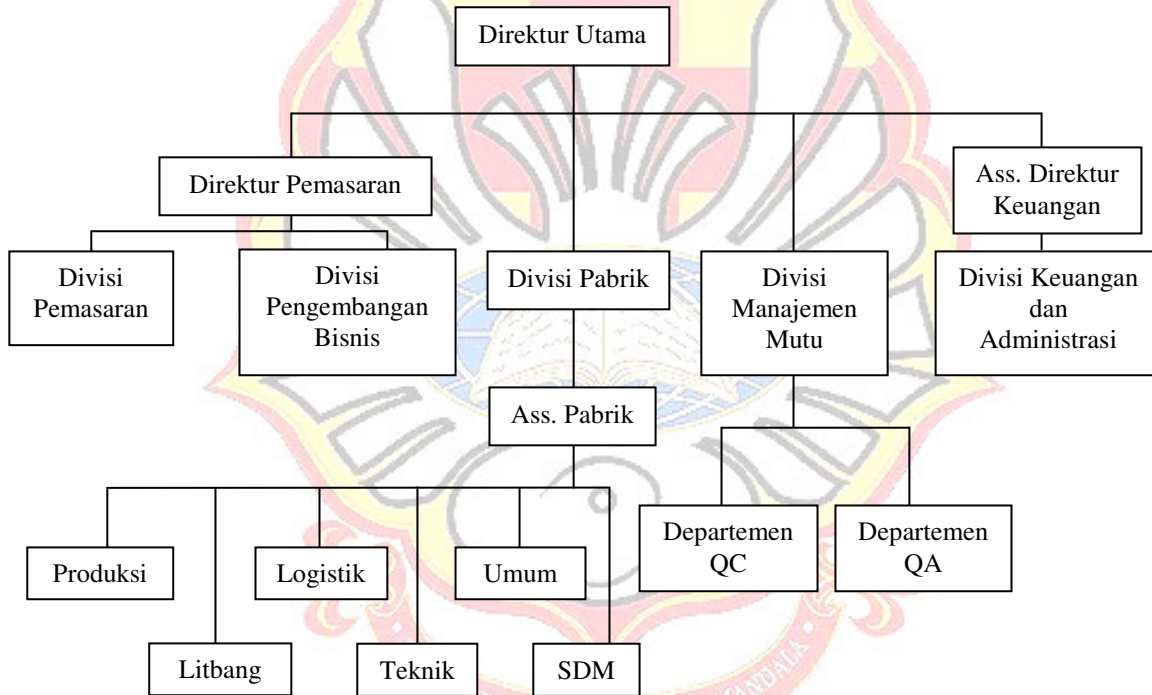 Direktur Utama
Direktur Pemasaran
Ass. Direktur
Keuangan
Divisi
Pemasaran
Divisi
Pengembangan
Bisnis
Divisi Pabrik
Divisi
Manajemen
Mutu
Divisi Keuangan
dan
Administrasi
Ass. Pabrik
Departemen
QC
Departemen
QA
Produksi
Logistik
Umum
Litbang
Teknik
SDM